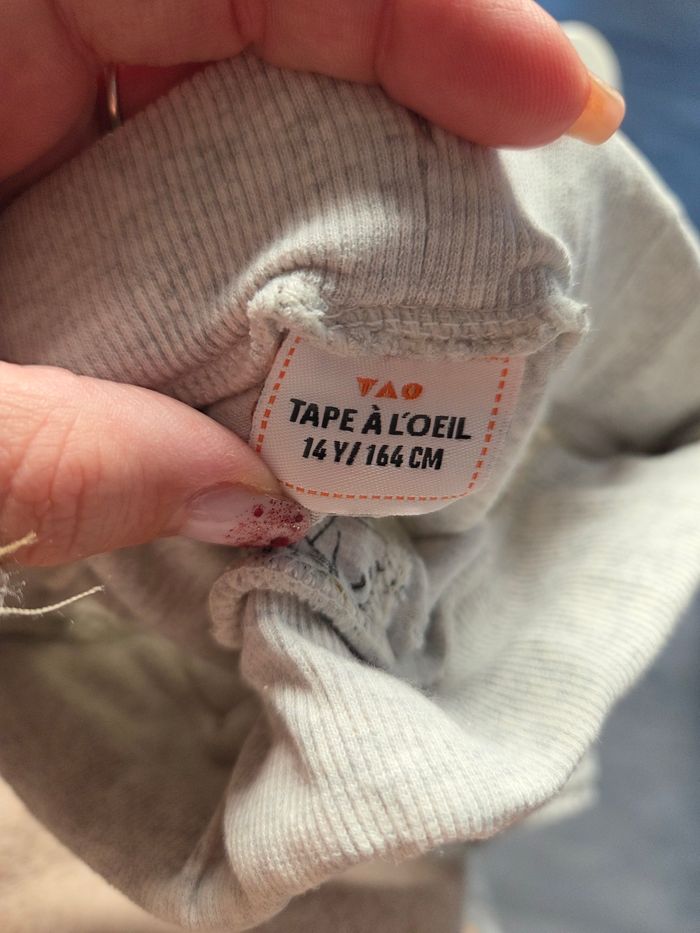 TAO
TAPE À L'OEIL
14 Y/ 164 CM